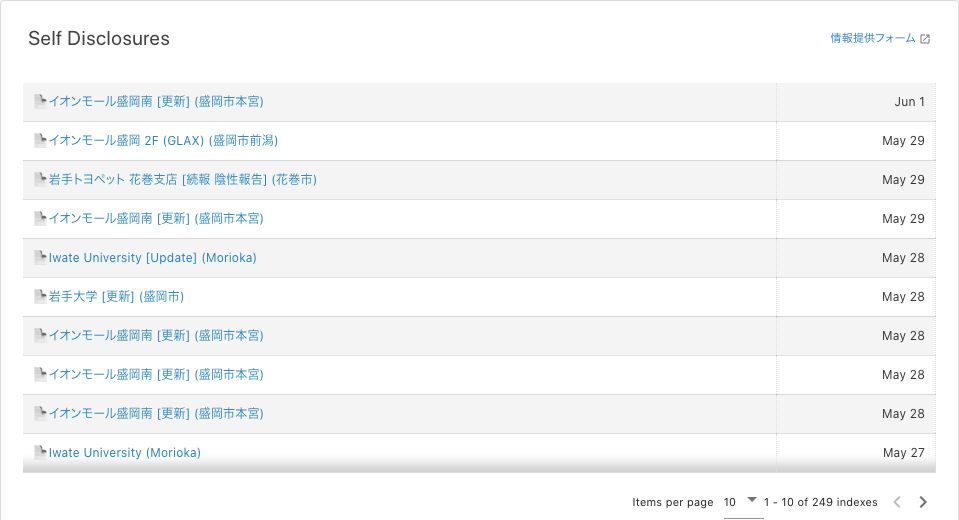 Self Disclosures
情報提供フォーム
イオンモール盛岡南 [更新] (盛岡市本宮) Jun 1
イオンモール盛岡 2F (GLAX) (盛岡市前潟) May 29
岩手トヨペット 花巻支店 [続報 陰性報告] (花巻市) May 29
イオンモール盛岡南 [更新] (盛岡市本宮) May 29
Iwate University [Update] (Morioka) May 28
岩手大学 [更新] (盛岡市) May 28
イオンモール盛岡南 [更新] (盛岡市本宮) May 28
イオンモール盛岡南 [更新] (盛岡市本宮) May 28
イオンモール盛岡南 [更新] (盛岡市本宮) May 28
Iwate University (Morioka) May 27
Items per page 10 1 - 10 of 249 indexes